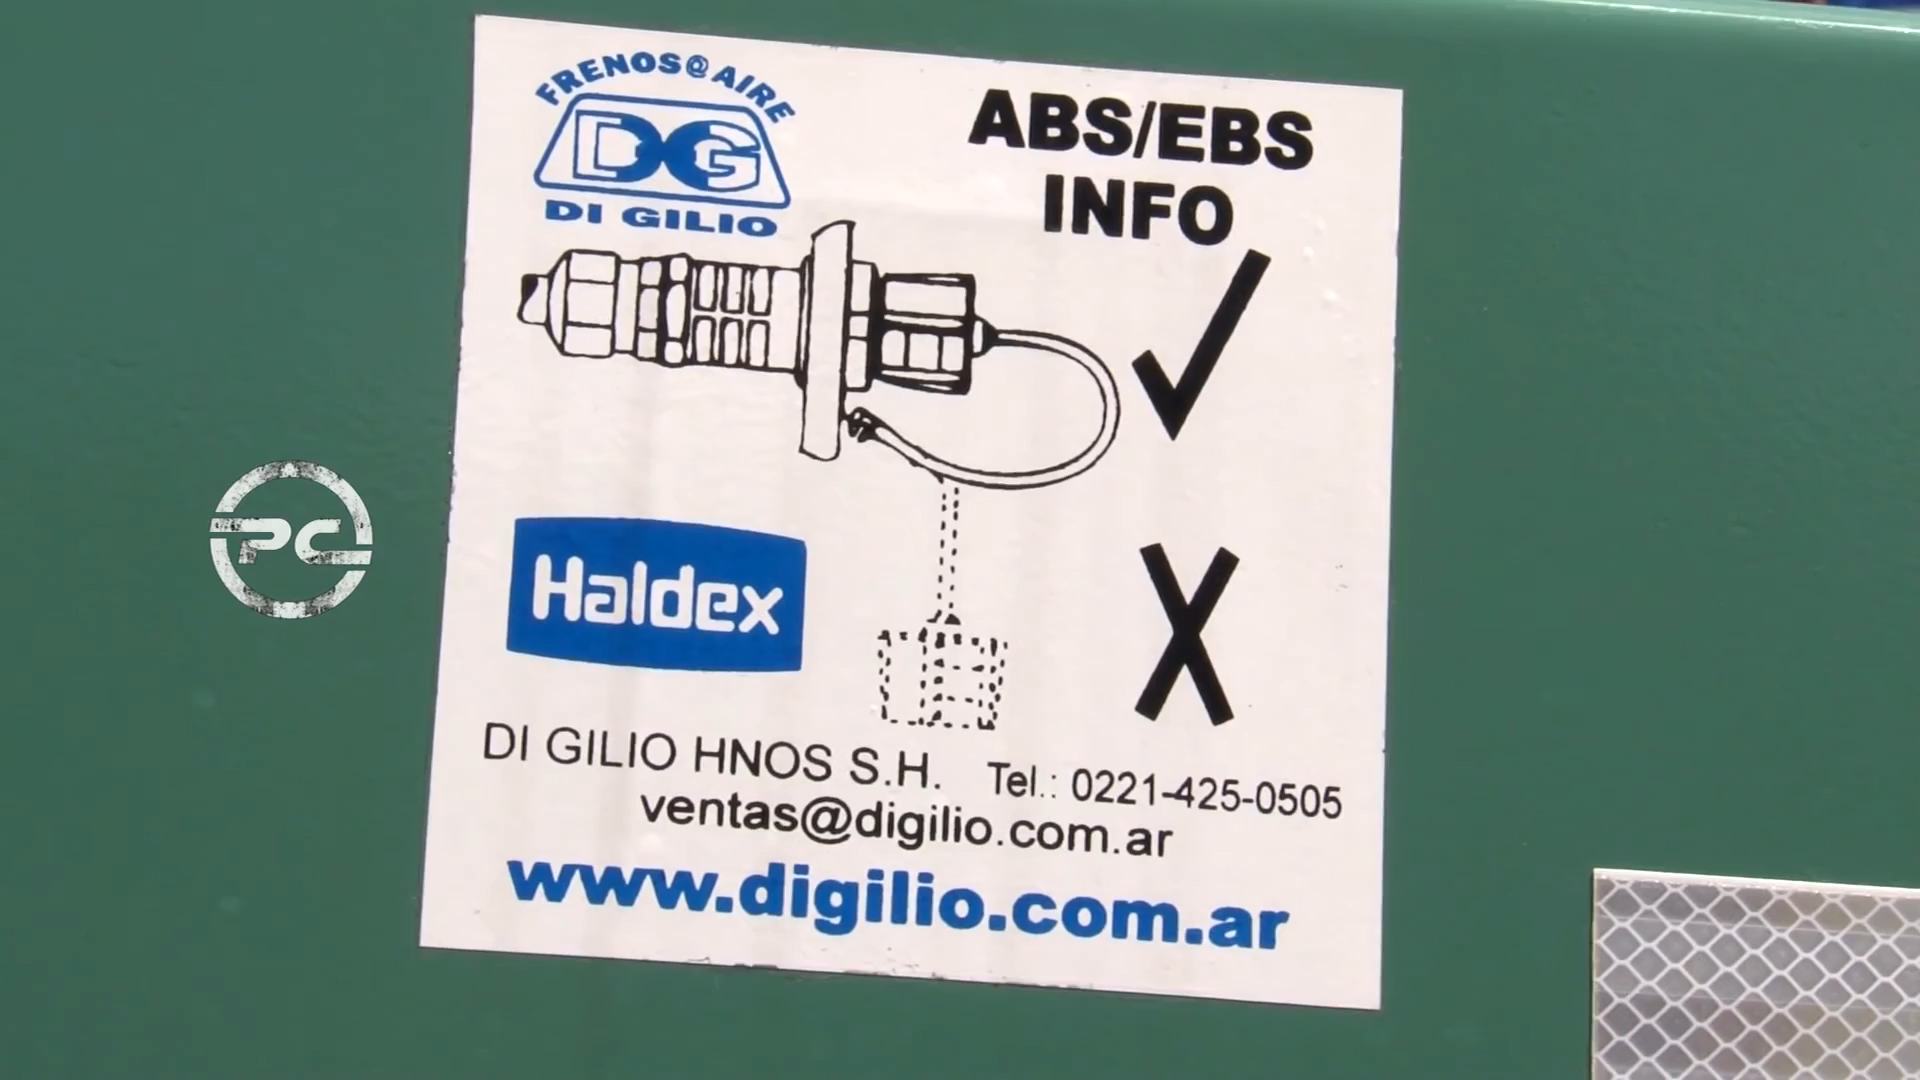 FRENOS@AIRE
DG
DI GILIO
ABS/EBS
INFO
PC
Haldex
DI GILIO HNOS S.H. Tel.: 0221-425-0505
ventas@digilio.com.ar
www.digilio.com.ar